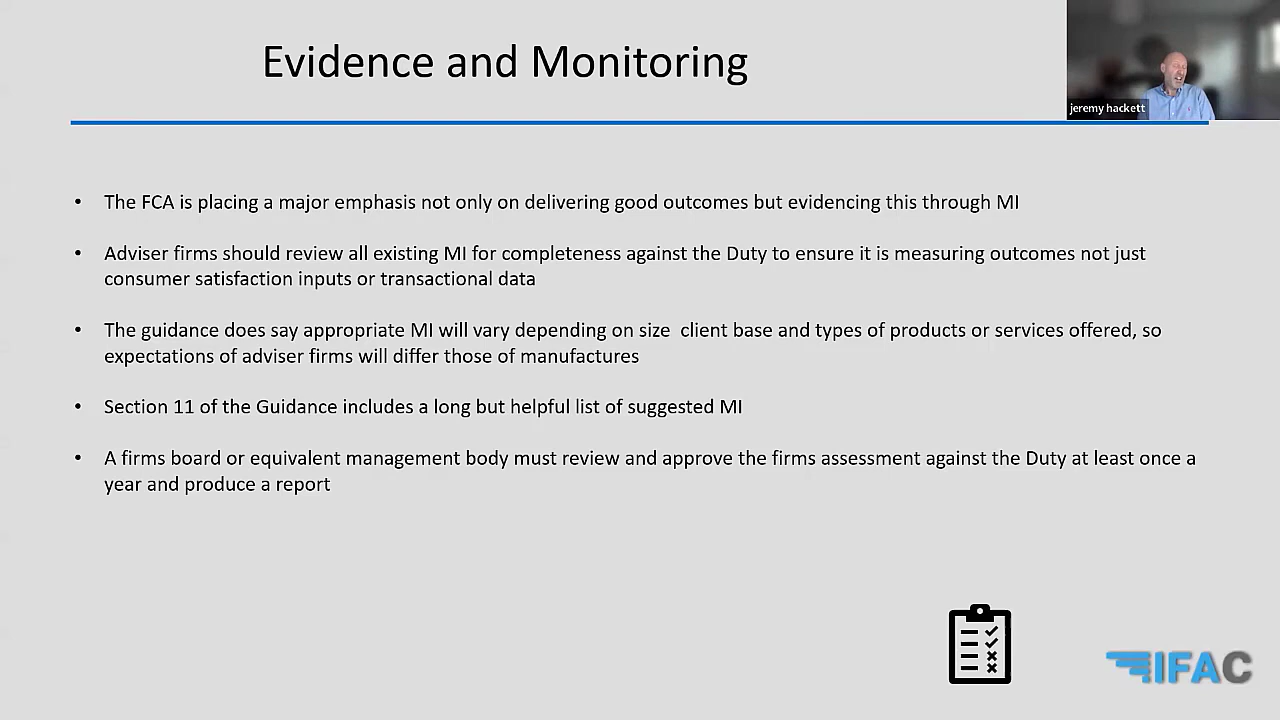 Evidence and Monitoring
jeremy hackett
• The FCA is placing a major emphasis not only on delivering good outcomes but evidencing this through MI
• Adviser firms should review all existing MI for completeness against the Duty to ensure it is measuring outcomes not just
consumer satisfaction inputs or transactional data
• The guidance does say appropriate MI will vary depending on size  client base and types of products or services offered, so
expectations of adviser firms will differ those of manufactures
• Section 11 of the Guidance includes a long but helpful list of suggested MI
• A firms board or equivalent management body must review and approve the firms assessment against the Duty at least once a
year and produce a report
IFAC